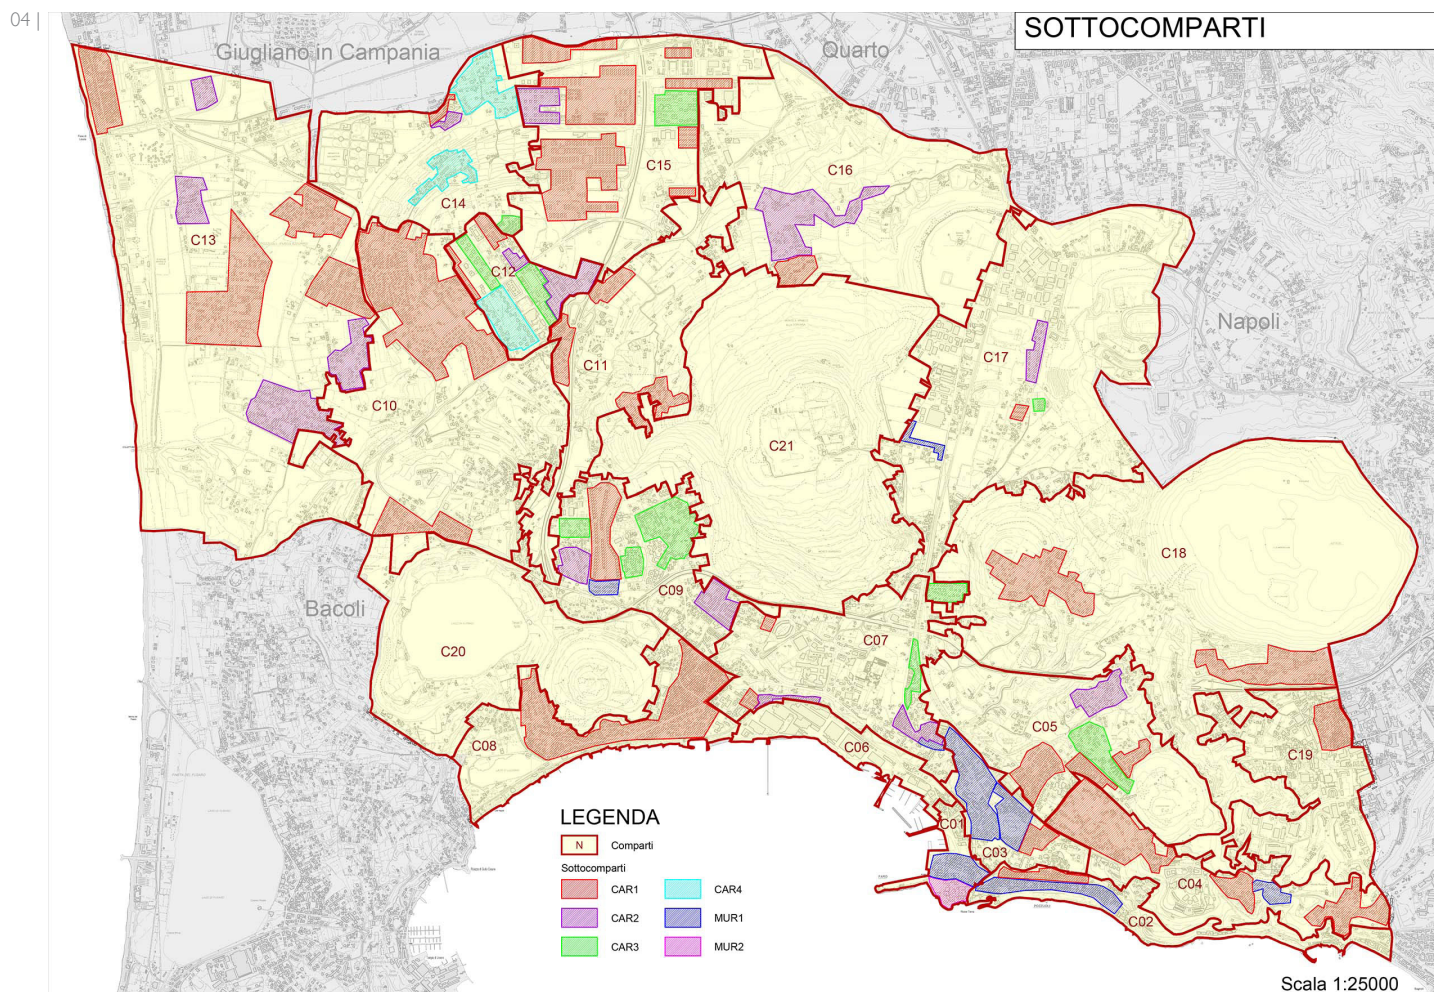 04 |
SOTTOCOMPARTI
Giugliano in Campania
Quarto
C15
C16
C14
C13
C12
Napoli
C17
C11
C10
C21
C18
C09
Bacoli
C07
C20
C05
C08
C06
C19
C01
C03
C04
C02
LEGENDA
N Comparti
Sottocomparti
CAR1 CAR4
CAR2 MUR1
CAR3 MUR2
Scala 1:25000